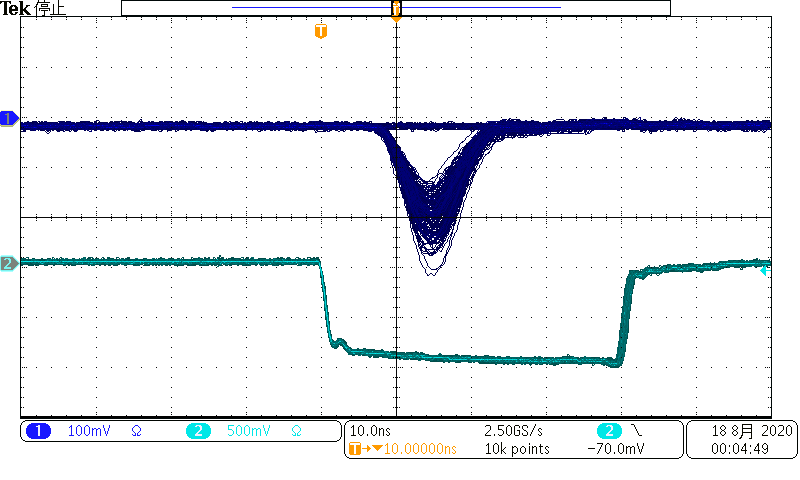 Tek 停止
T
T
1
2
1 100mV Ω 2 500mV Ω 10.0ns 2.50GS/s 2 18 8月 2020
T→▼10.00000ns 10k points −70.0mV 00:04:49